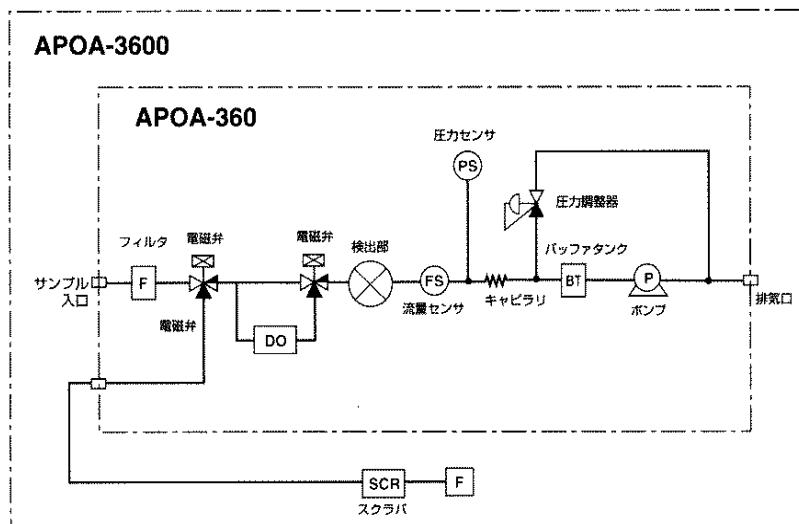 APOA-3600
APOA-360
圧力センサ
PS
圧力調整器
フィルタ
電磁弁
電磁弁
検出部
バッファタンク
サンプル
入口
F
FS
BT
P
電磁弁
流量センサ
キャピラリ
ポンプ
排気口
DO
SCR
F
スクラバ